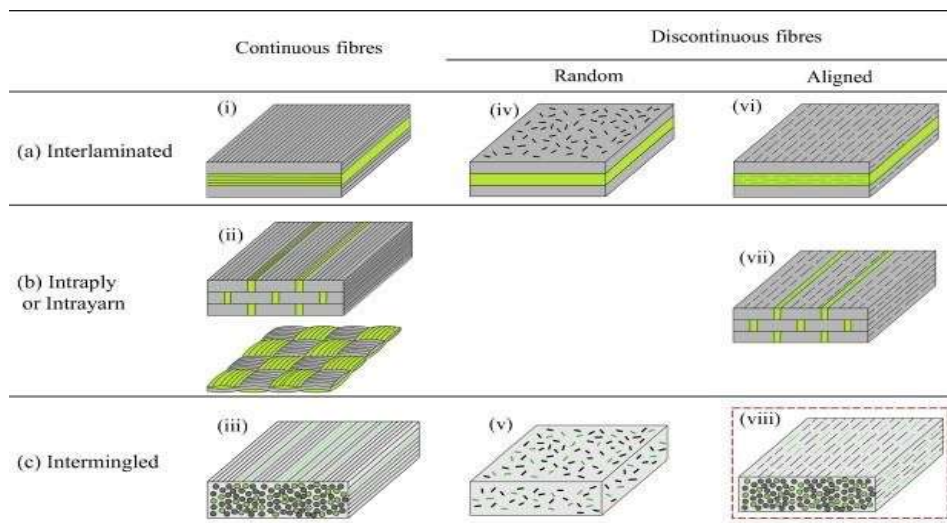 Continuous fibres
Discontinuous fibres
Random
Aligned
(a) Interlaminated
(i)
(iv)
(vi)
(b) Intraply
or Intrayarn
(ii)
(vii)
(c) Intermingled
(iii)
(v)
(viii)